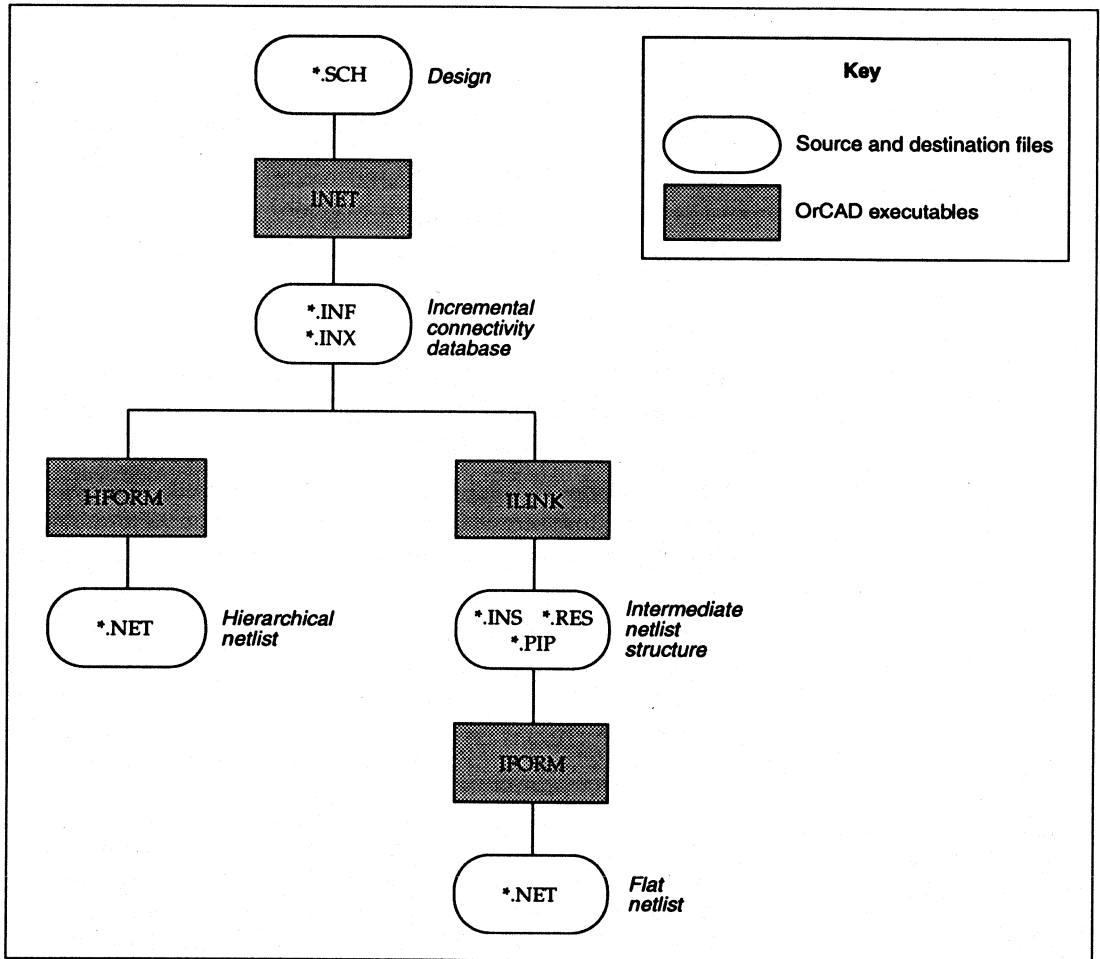 *.SCH
Design
Key
Source and destination files
OrCAD executables
INET
*.INF
*.INX
Incremental
connectivity
database
HFORM
ILINK
*.NET
Hierarchical
netlist
*.INS *.RES
*.PIP
Intermediate
netlist
structure
IFORM
*.NET
Flat
netlist